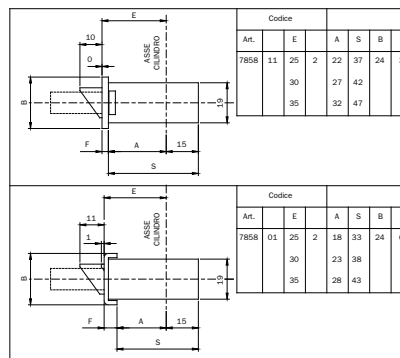 E
10
0
ASSE
CILINDRO
B
19
F
A
15
S
Codice
Art.
E
A
S
B
7858
11
25
2
22
37
24
30
27
42
35
32
47
E
11
1
ASSE
CILINDRO
B
19
F
A
15
S
Codice
Art.
E
A
S
B
7858
01
25
2
18
33
24
30
23
38
35
28
43